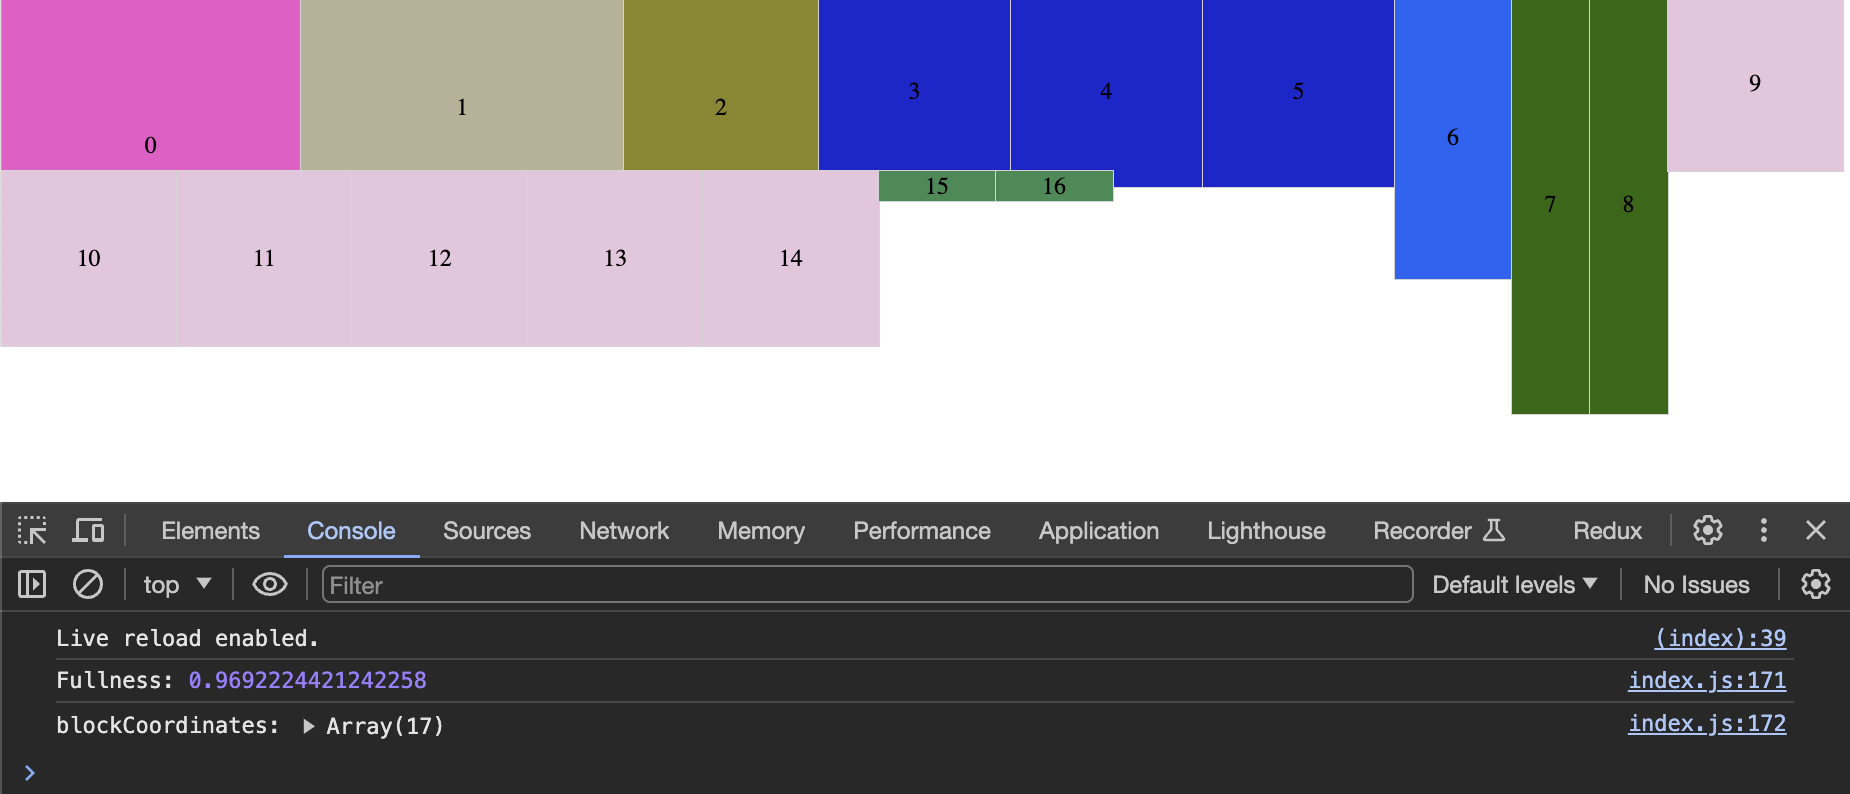 0 1 2 3 4 5 6 7 8 9
10 11 12 13 14 15 16
Elements Console Sources Network Memory Performance Application Lighthouse Recorder Redux
top Filter Default levels No Issues
Live reload enabled. (index):39
Fullness: 0.9692224421242258 index.js:171
blockCoordinates: Array(17) index.js:172